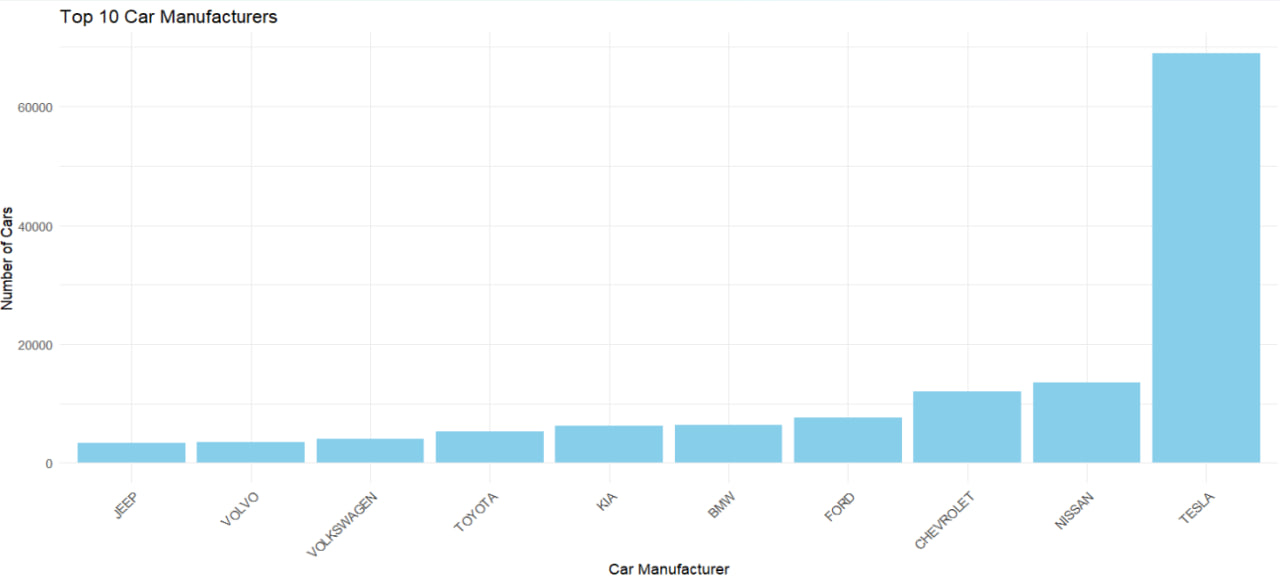 Top 10 Car Manufacturers
Number of Cars
60000
40000
20000
0
JEEP
VOLVO
VOLKSWAGEN
TOYOTA
KIA
BMW
FORD
CHEVROLET
NISSAN
TESLA
Car Manufacturer